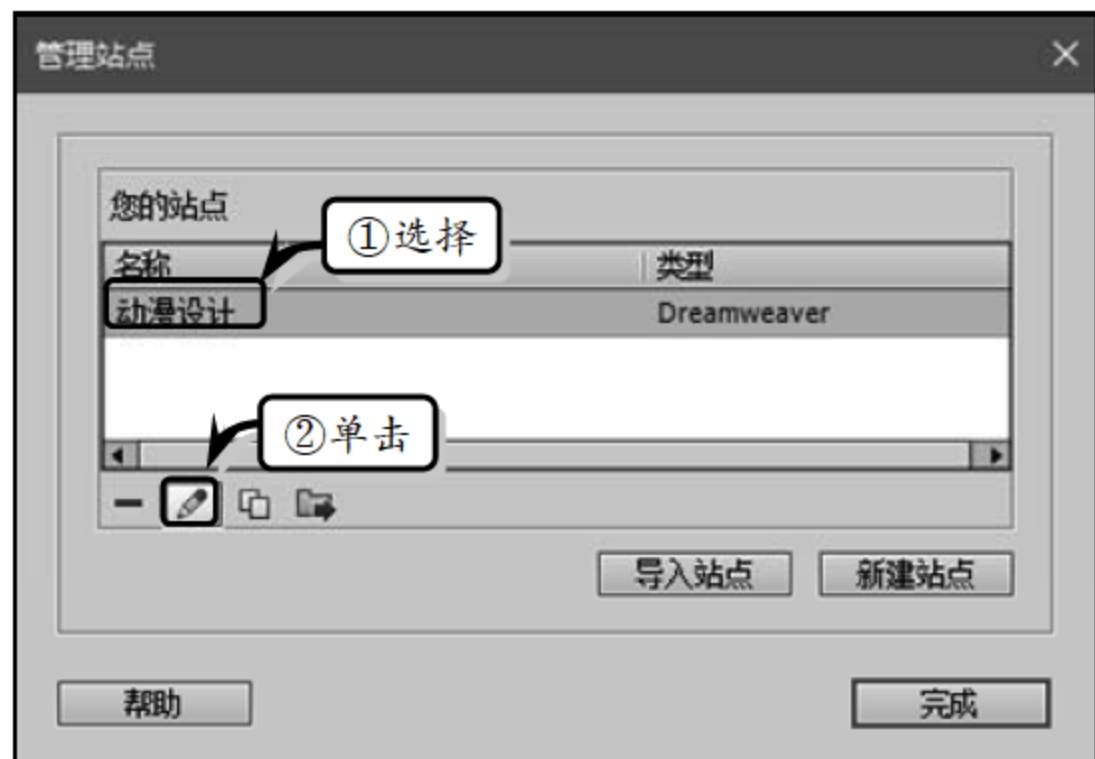 管理站点
您的站点
①选择
名称 类型
动漫设计 Dreamweaver
②单击
导入站点 新建站点
帮助 完成